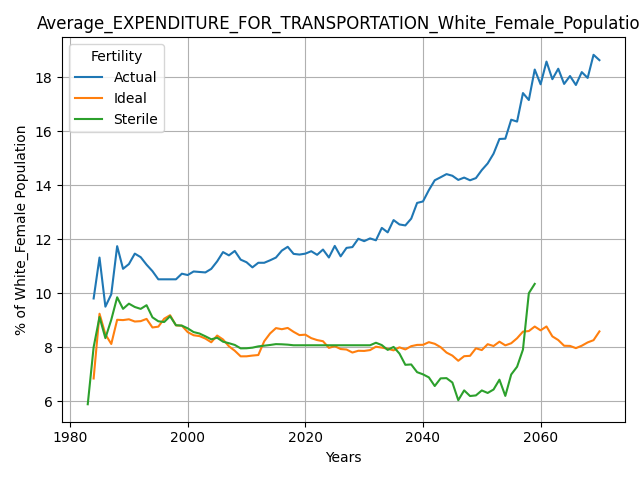 Average_EXPENDITURE_FOR_TRANSPORTATION_White_Female_Populatio
Fertility
Actual
Ideal
Sterile
% of White_Female Population
18
16
14
12
10
8
6
1980 2000 2020 2040 2060
Years